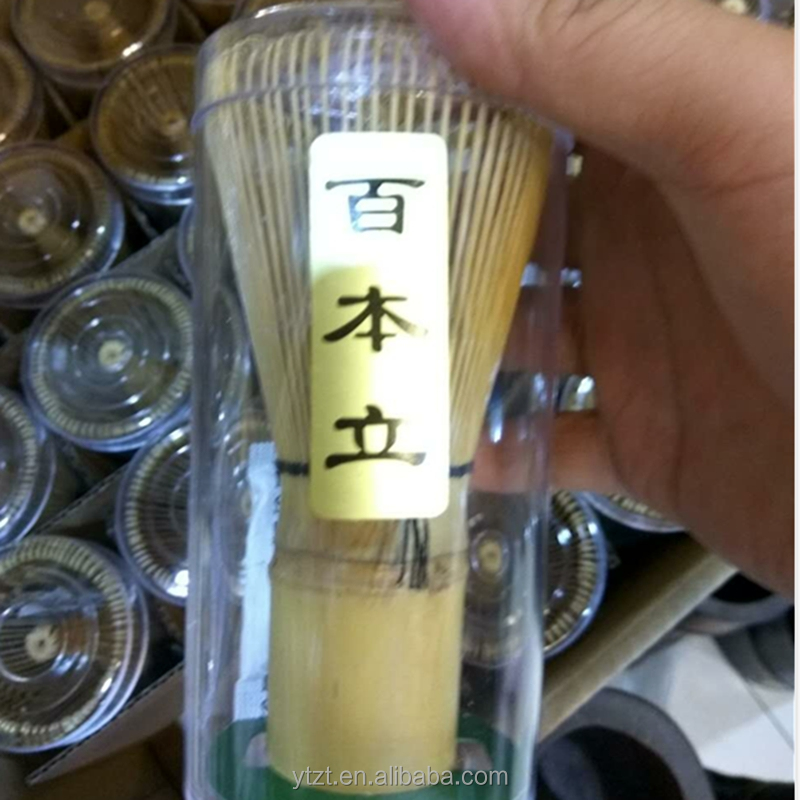 百
本
立
ytzt.en.alibaba.com